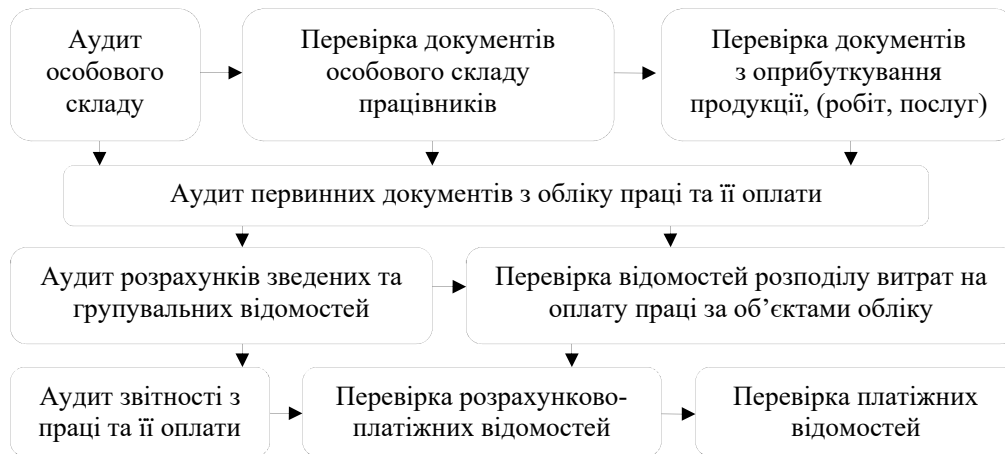 Аудит
особового
складу
Перевірка документів
особового складу
працівників
Перевірка документів
з оприбуткування
продукції, (робіт, послуг)
Аудит первинних документів з обліку праці та її оплати
Аудит розрахунків зведених та
групувальних відомостей
Перевірка відомостей розподілу витрат на
оплату праці за об’єктами обліку
Аудит звітності з
праці та її оплати
Перевірка розрахунково-
платіжних відомостей
Перевірка платіжних
відомостей